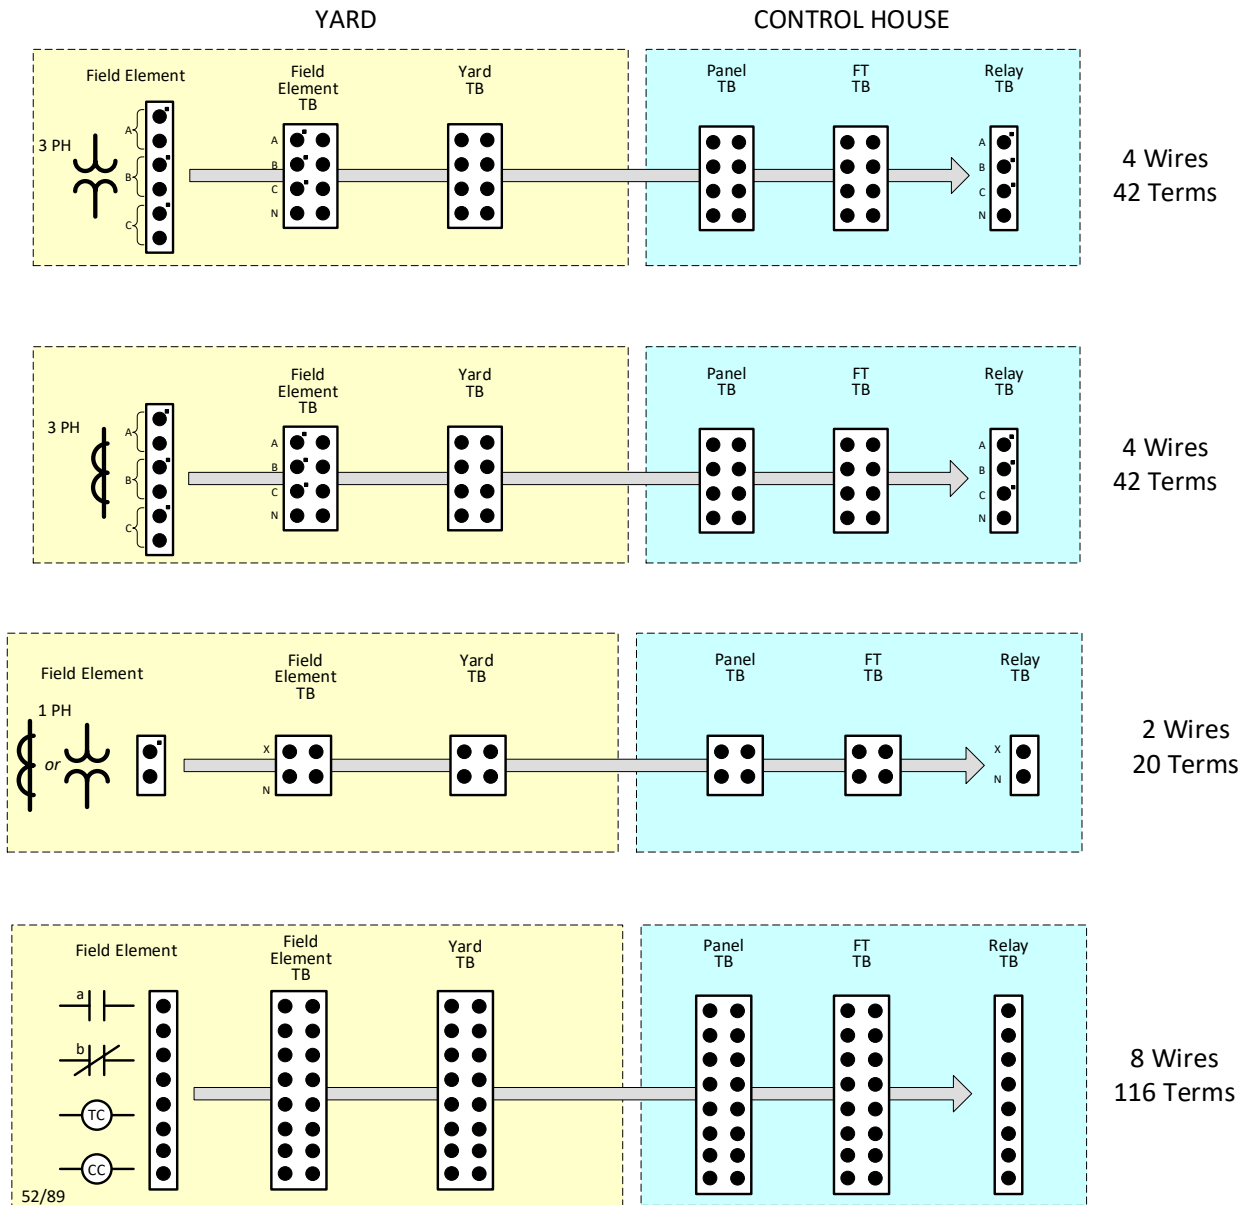 YARD
CONTROL HOUSE
Field Element
Field
Element
TB
Yard
TB
Panel
TB
FT
TB
Relay
TB
3 PH
A
B
C
A
B
C
N
A
B
C
N
4 Wires
42 Terms
Field
Element
TB
Yard
TB
Panel
TB
FT
TB
Relay
TB
3 PH
A
B
C
A
B
C
N
A
B
C
N
4 Wires
42 Terms
Field Element
Field
Element
TB
Yard
TB
Panel
TB
FT
TB
Relay
TB
1 PH
or
X
N
X
N
2 Wires
20 Terms
Field Element
Field
Element
TB
Yard
TB
Panel
TB
FT
TB
Relay
TB
a
b
TC
CC
52/89
8 Wires
116 Terms